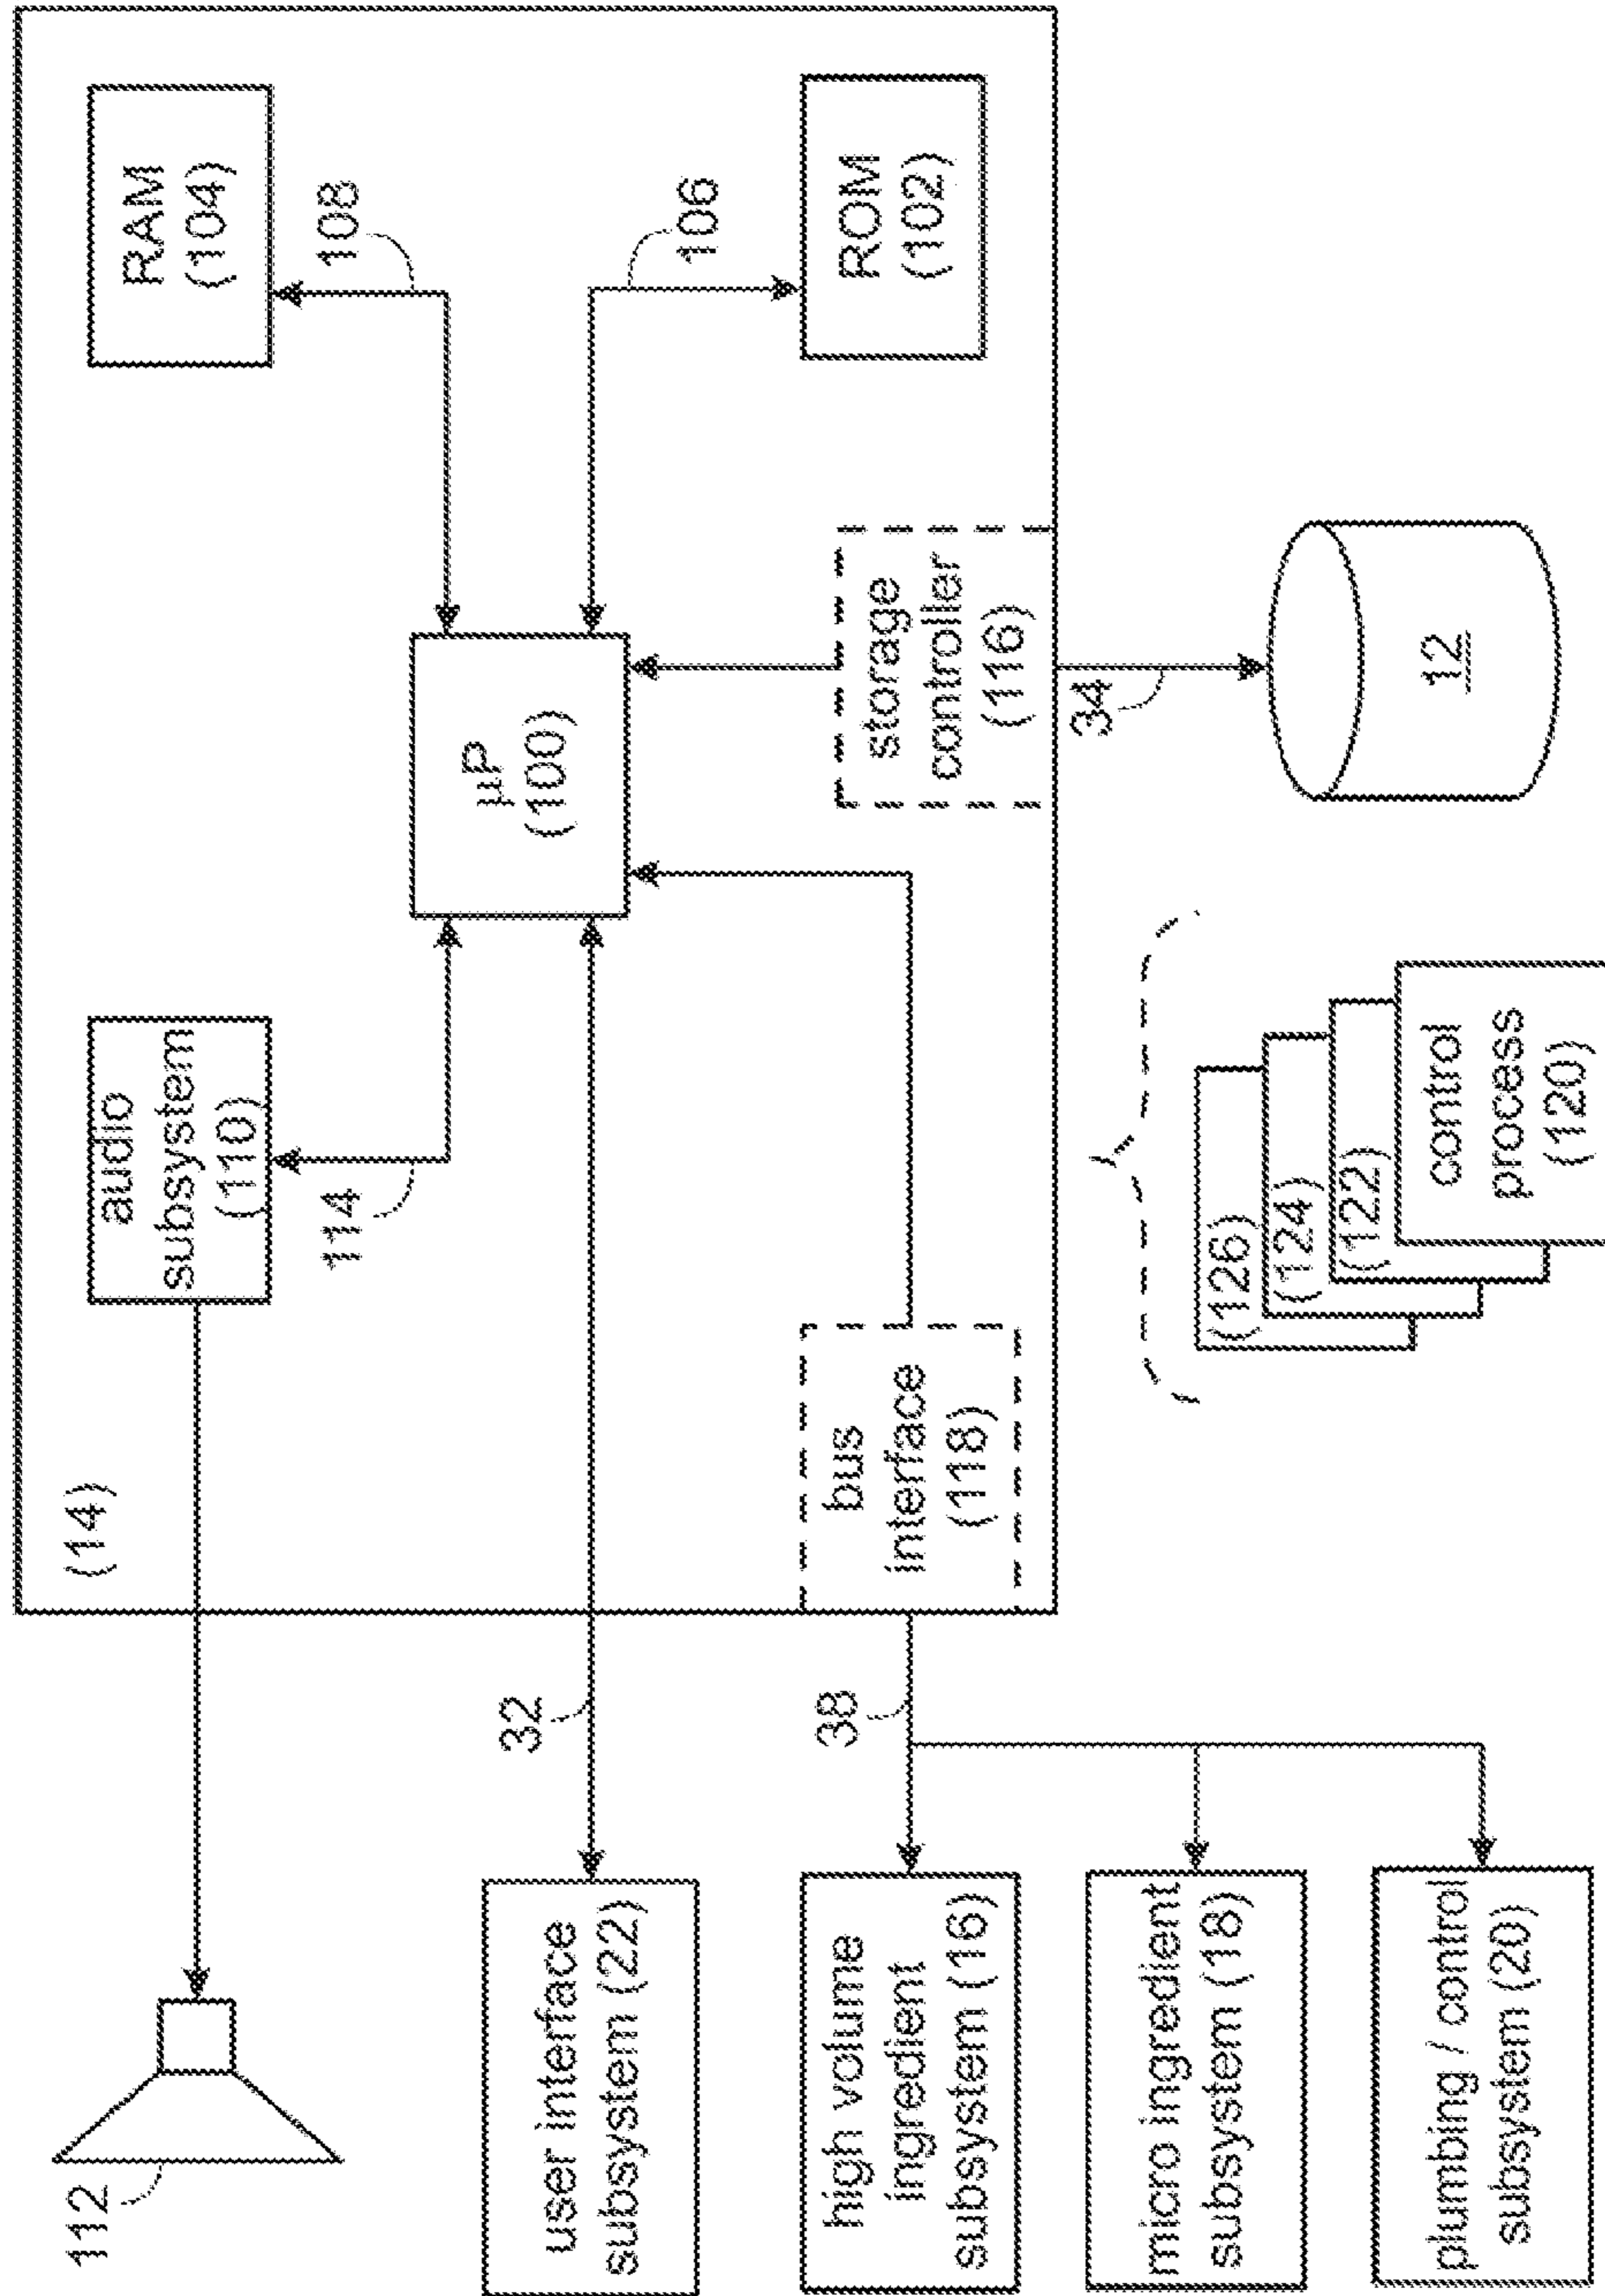 112
(14)
audio
subsystem
(110)
114
RAM
(104)
108
µP
(100)
106
ROM
(102)
user interface
subsystem (22)
32
high volume
ingredient
subsystem (16)
38
bus
interface
(118)
storage
controller
(116)
34
12
micro ingredient
subsystem (18)
plumbing / control
subsystem (20)
(126)
(124)
(122)
control
process
(120)